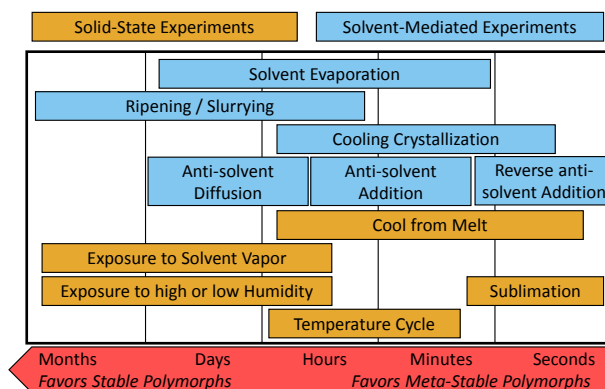 Solid-State Experiments
Solvent-Mediated Experiments
Solvent Evaporation
Ripening / Slurrying
Cooling Crystallization
Anti-solvent
Diffusion
Anti-solvent
Addition
Reverse anti-
solvent Addition
Cool from Melt
Exposure to Solvent Vapor
Exposure to high or low Humidity
Sublimation
Temperature Cycle
Months Days Hours Minutes Seconds
Favors Stable Polymorphs Favors Meta-Stable Polymorphs